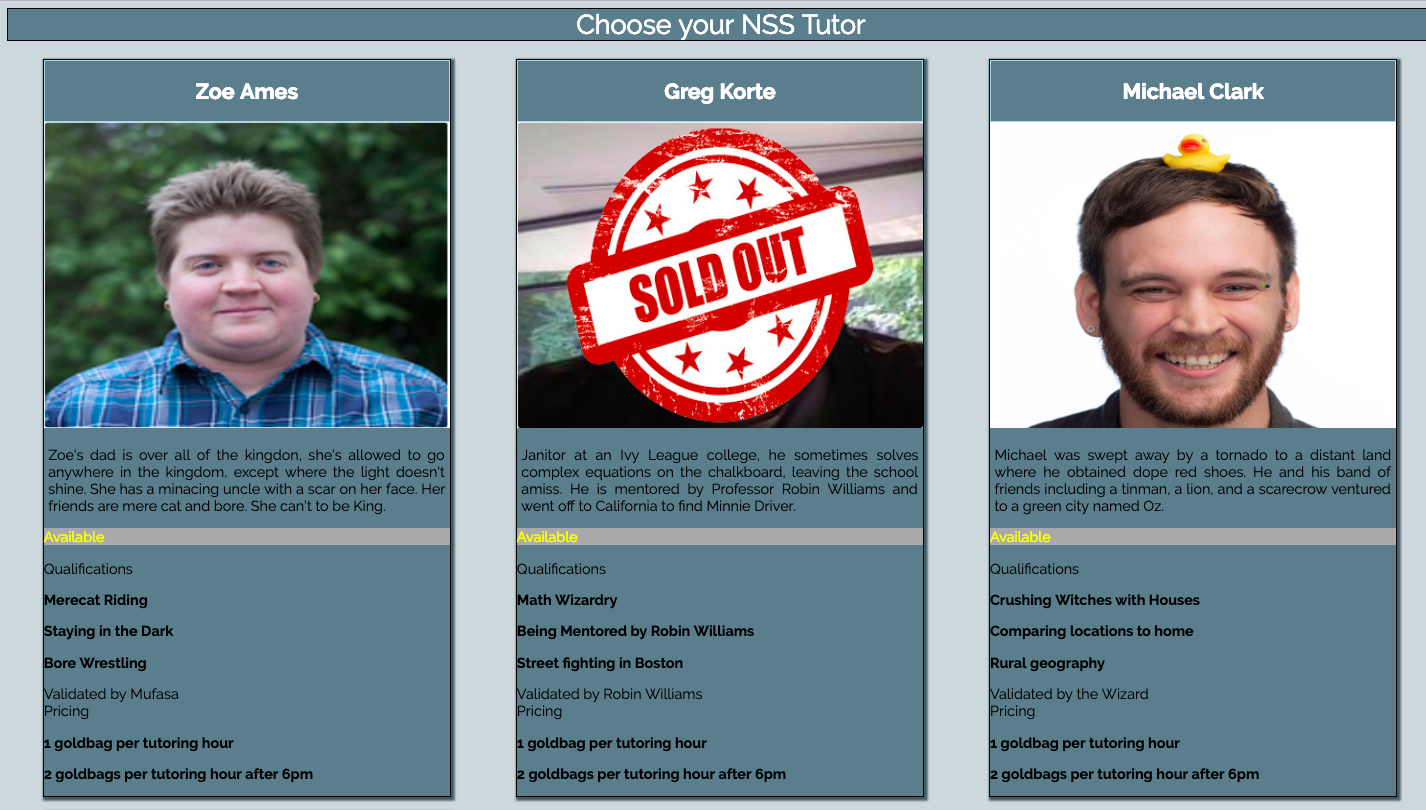 Choose your NSS Tutor
Zoe Ames
Zoe's dad is over all of the kingdon, she's allowed to go
anywhere in the kingdom, except where the light doesn't
shine. She has a minacing uncle with a scar on her face. Her
friends are mere cat and bore. She can't to be King.
Available
Qualifications
Merecat Riding
Staying in the Dark
Bore Wrestling
Validated by Mufasa
Pricing
1 goldbag per tutoring hour
2 goldbags per tutoring hour after 6pm
Greg Korte
SOLD OUT
Janitor at an Ivy League college, he sometimes solves
complex equations on the chalkboard, leaving the school
amiss. He is mentored by Professor Robin Williams and
went off to California to find Minnie Driver.
Available
Qualifications
Math Wizardry
Being Mentored by Robin Williams
Street fighting in Boston
Validated by Robin Williams
Pricing
1 goldbag per tutoring hour
2 goldbags per tutoring hour after 6pm
Michael Clark
Michael was swept away by a tornado to a distant land
where he obtained dope red shoes. He and his band of
friends including a tinman, a lion, and a scarecrow ventured
to a green city named Oz.
Available
Qualifications
Crushing Witches with Houses
Comparing locations to home
Rural geography
Validated by the Wizard
Pricing
1 goldbag per tutoring hour
2 goldbags per tutoring hour after 6pm